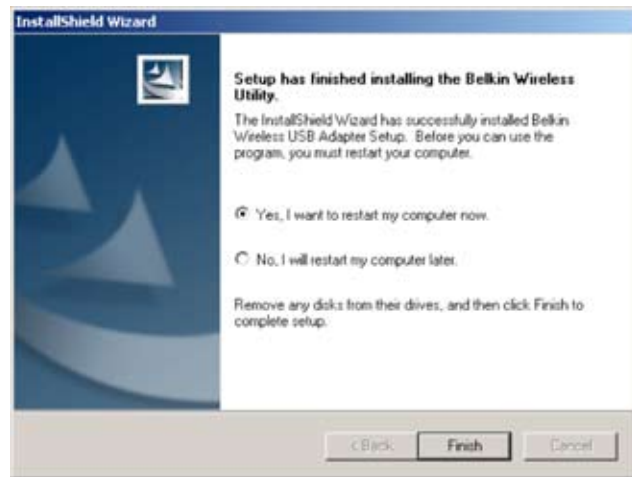 InstallShield Wizard
Setup has finished installing the Belkin Wireless
Utility.
The InstallShield Wizard has successfully installed Belkin
Wireless USB Adapter Setup. Before you can use the
program, you must restart your computer.
Yes, I want to restart my computer now.
No, I will restart my computer later.
Remove any disks from their drives, and then click Finish to
complete setup.
< Back Finish Cancel